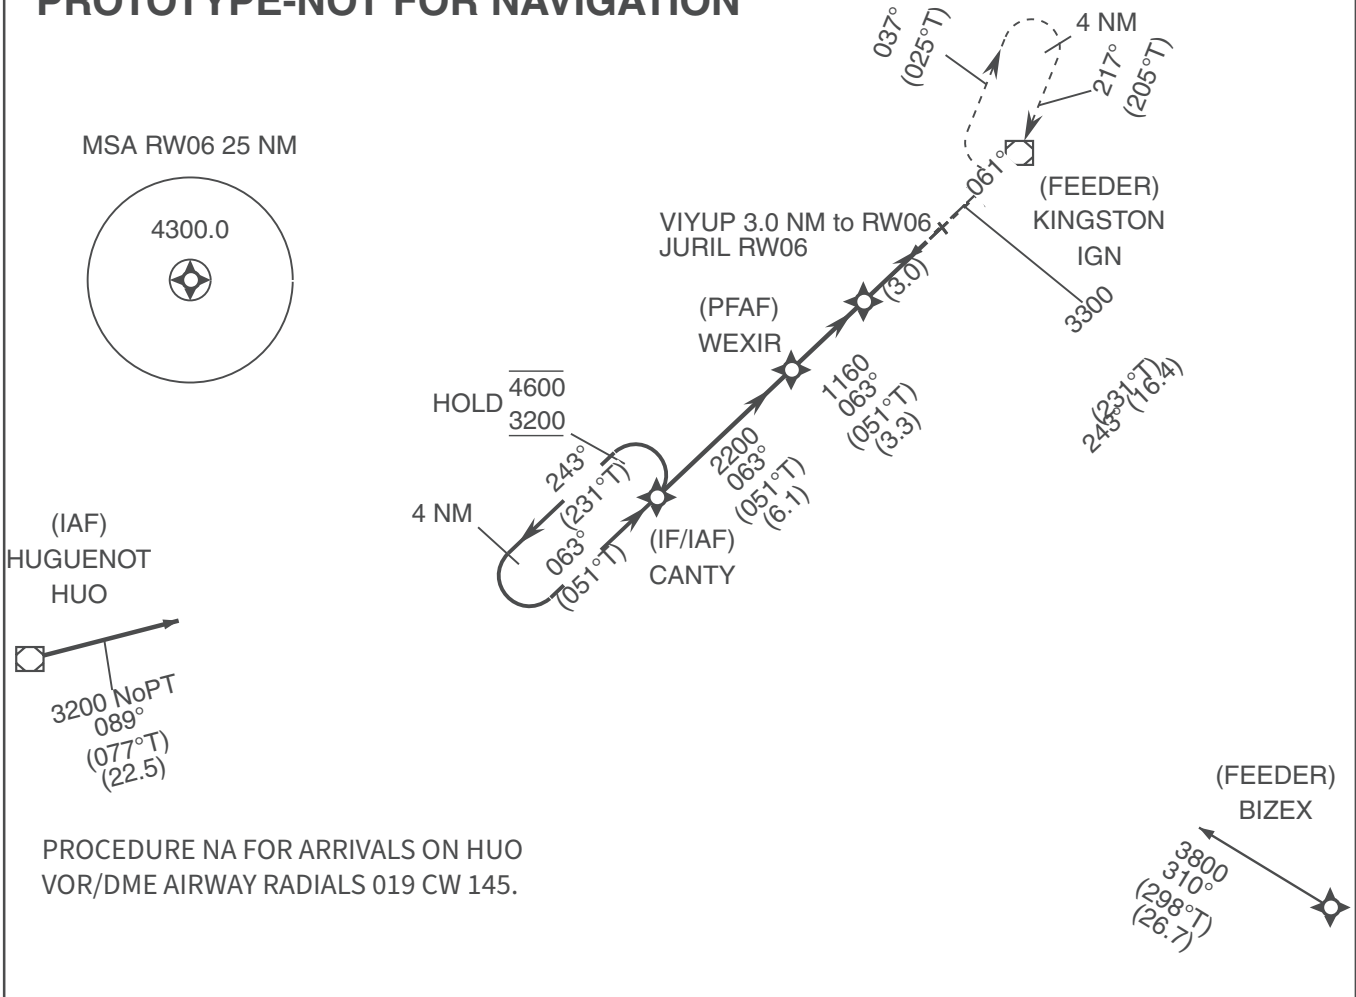 PROTOTYPE-NOT FOR NAVIGATION
037°
(025°T)
4 NM
217°
(205°T)
MSA RW06 25 NM
4300.0
061°
(FEEDER)
KINGSTON
IGN
VIYUP 3.0 NM to RW06
JURIL RW06
(3.0)
3300
(PFAF)
WEXIR
1160
063°
(051°T)
(3.3)
(231°T)
243° (16.4)
HOLD 4600
3200
2200
063°
(051°T)
(6.1)
243°
(231°T)
4 NM
063°
(051°T)
(IF/IAF)
CANTY
(IAF)
HUGUENOT
HUO
3200 NoPT
089°
(077°T)
(22.5)
(FEEDER)
BIZEX
3800
310°
(298°T)
(26.7)
PROCEDURE NA FOR ARRIVALS ON HUO
VOR/DME AIRWAY RADIALS 019 CW 145.